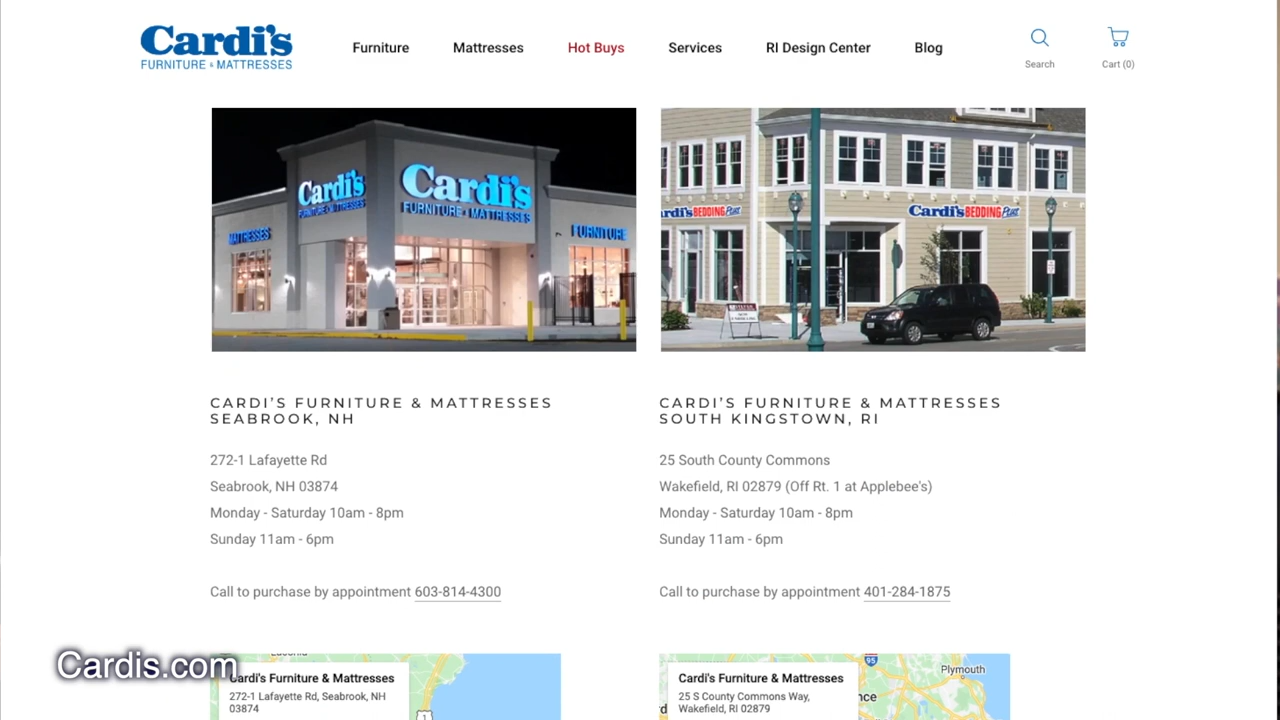 Cardi's
FURNITURE & MATTRESSES
Furniture
Mattresses
Hot Buys
Services
RI Design Center
Blog
Search
Cart (0)
Cardi's
FURNITURE & MATTRESSES
Cardi's
FURNITURE & MATTRESSES
MATTRESSES
FURNITURE
ardi's BEDDING Plus
Cardi's BEDDING Plus
CARDI'S FURNITURE & MATTRESSES
SEABROOK, NH
272-1 Lafayette Rd
Seabrook, NH 03874
Monday - Saturday 10am - 8pm
Sunday 11am - 6pm
Call to purchase by appointment 603-814-4300
CARDI'S FURNITURE & MATTRESSES
SOUTH KINGSTOWN, RI
25 South County Commons
Wakefield, RI 02879 (Off Rt. 1 at Applebee's)
Monday - Saturday 10am - 8pm
Sunday 11am - 6pm
Call to purchase by appointment 401-284-1875
Cardis.com
Cardi's Furniture & Mattresses
272-1 Lafayette Rd, Seabrook, NH
03874
1
Cardi's Furniture & Mattresses
25 S County Commons Way,
Wakefield, RI 02879
95
Plymouth